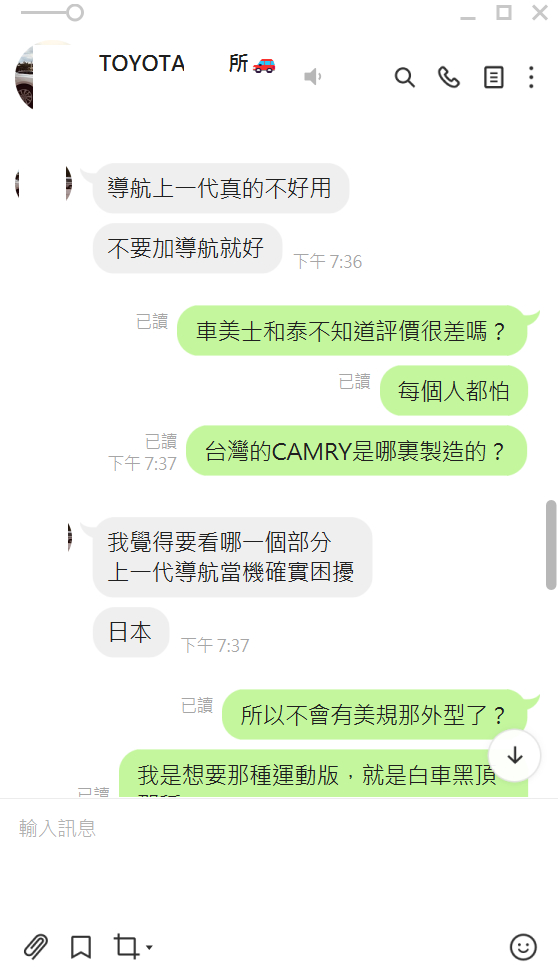 TOYOTA 所
導航上一代真的不好用
不要加導航就好
下午 7:36
已讀
車美士和泰不知道評價很差嗎？
已讀
每個人都怕
已讀
下午 7:37
台灣的CAMRY是哪裏製造的？
我覺得要看哪一個部分
上一代導航當機確實困擾
日本
下午 7:37
已讀
所以不會有美規那外型了？
我是想要那種運動版，就是白車黑頂
已讀
輸入訊息